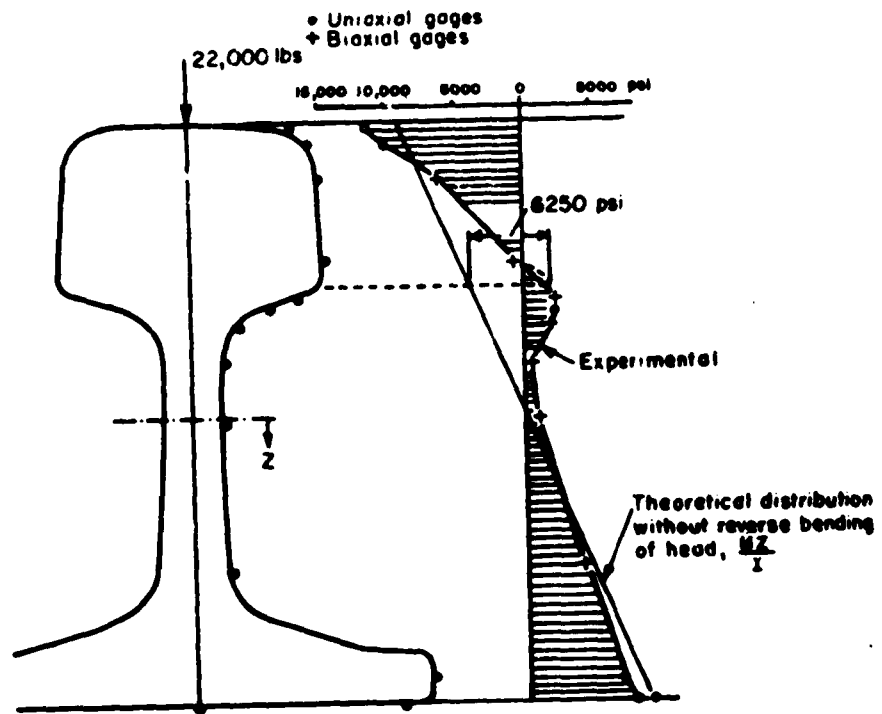 • Uniaxial gages
+ Biaxial gages
22,000 lbs
15,000 10,000 5000 0 5000 psi
6250 psi
Experimental
Z
Theoretical distribution
without reverse bending
of head, MZ
I